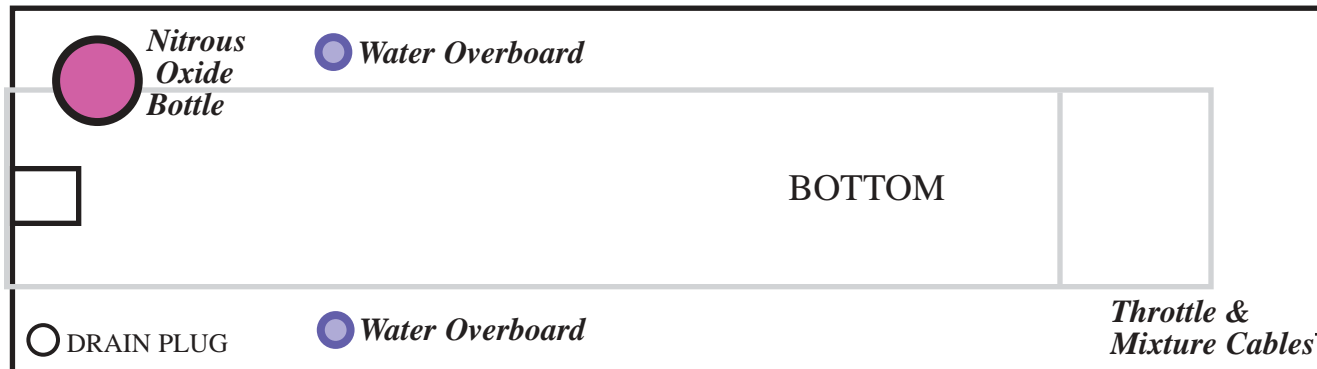 Nitrous
Oxide
Bottle
Water Overboard
BOTTOM
DRAIN PLUG
Water Overboard
Throttle &
Mixture Cables